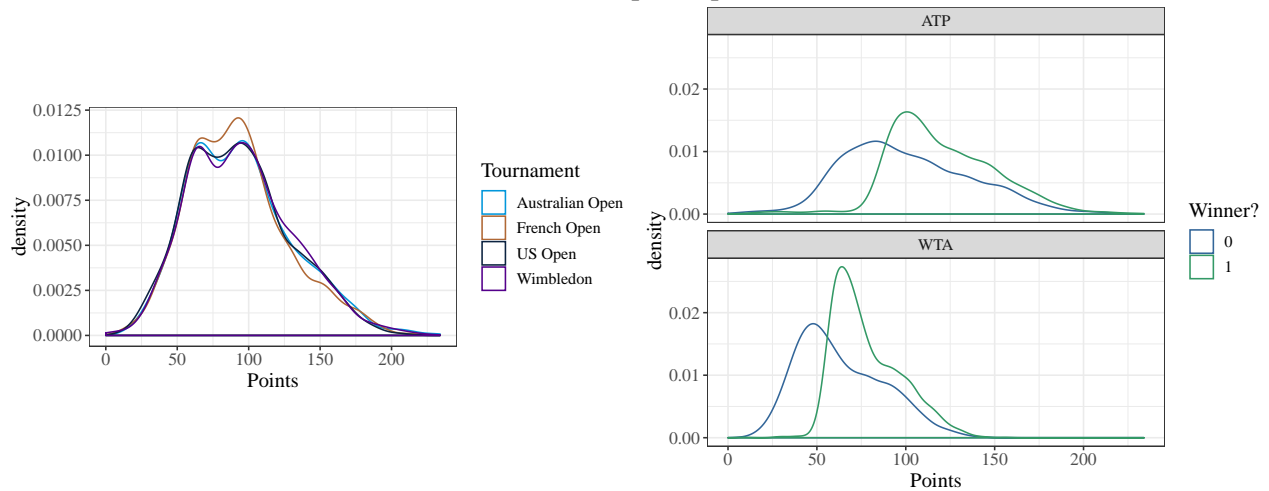 0.0125
0.0100
0.0075
0.0050
0.0025
0.0000
density
0 50 100 150 200
Points
Tournament
Australian Open
French Open
US Open
Wimbledon
ATP
0.02
0.01
0.00
WTA
0.02
0.01
0.00
density
0 50 100 150 200
Points
Winner?
0
1